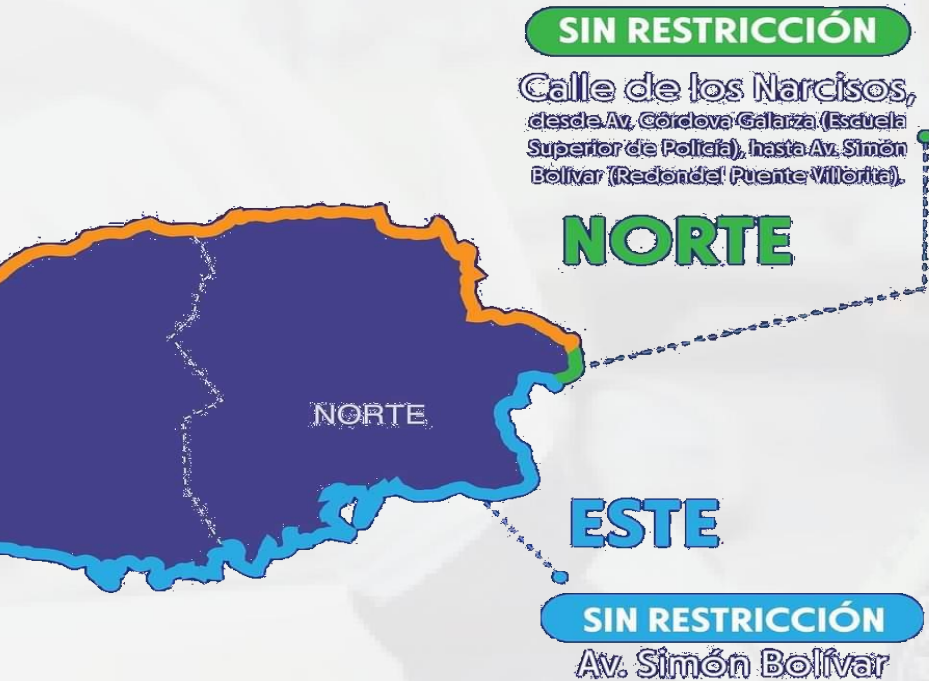 SIN RESTRICCIÓN
Calle de los Narcisos,
desde Av. Córdova Galarza (Escuela
Superior de Policía), hasta Av. Simón
Bolívar (Redondel Puente Villorita).
NORTE
NORTE
ESTE
SIN RESTRICCIÓN
Av. Simón Bolívar